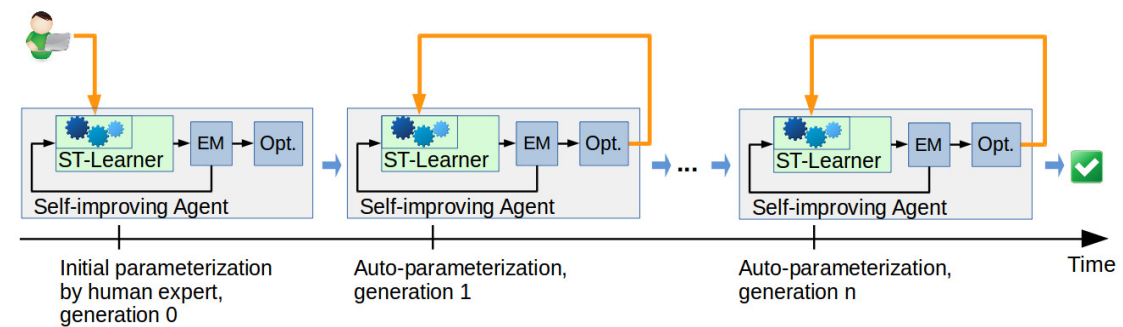 ST-Learner
EM
Opt.
Self-improving Agent
ST-Learner
EM
Opt.
Self-improving Agent
...
ST-Learner
EM
Opt.
Self-improving Agent
Time
Initial parameterization
by human expert,
generation 0
Auto-parameterization,
generation 1
Auto-parameterization,
generation n